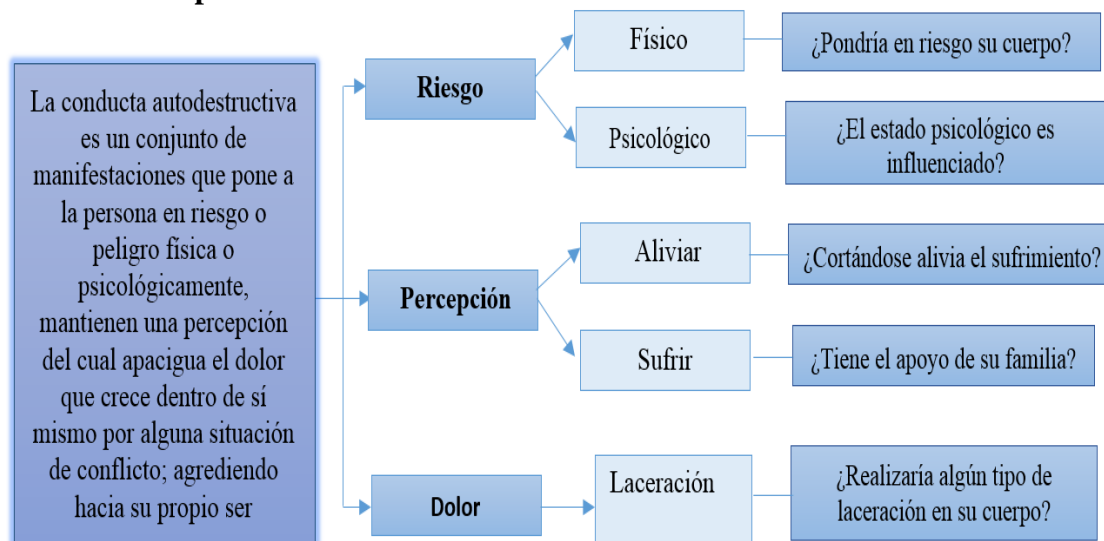 La conducta autodestructiva
es un conjunto de
manifestaciones que pone a
la persona en riesgo o
peligro física o
psicológicamente,
mantienen una percepción
del cual apacigua el dolor
que crece dentro de sí
mismo por alguna situación
de conflicto; agrediendo
hacia su propio ser
Riesgo
Físico
¿Pondría en riesgo su cuerpo?
Psicológico
¿El estado psicológico es
influenciado?
Percepción
Aliviar
¿Cortándose alivia el sufrimiento?
Sufrir
¿Tiene el apoyo de su familia?
Dolor
Laceración
¿Realizaría algún tipo de
laceración en su cuerpo?